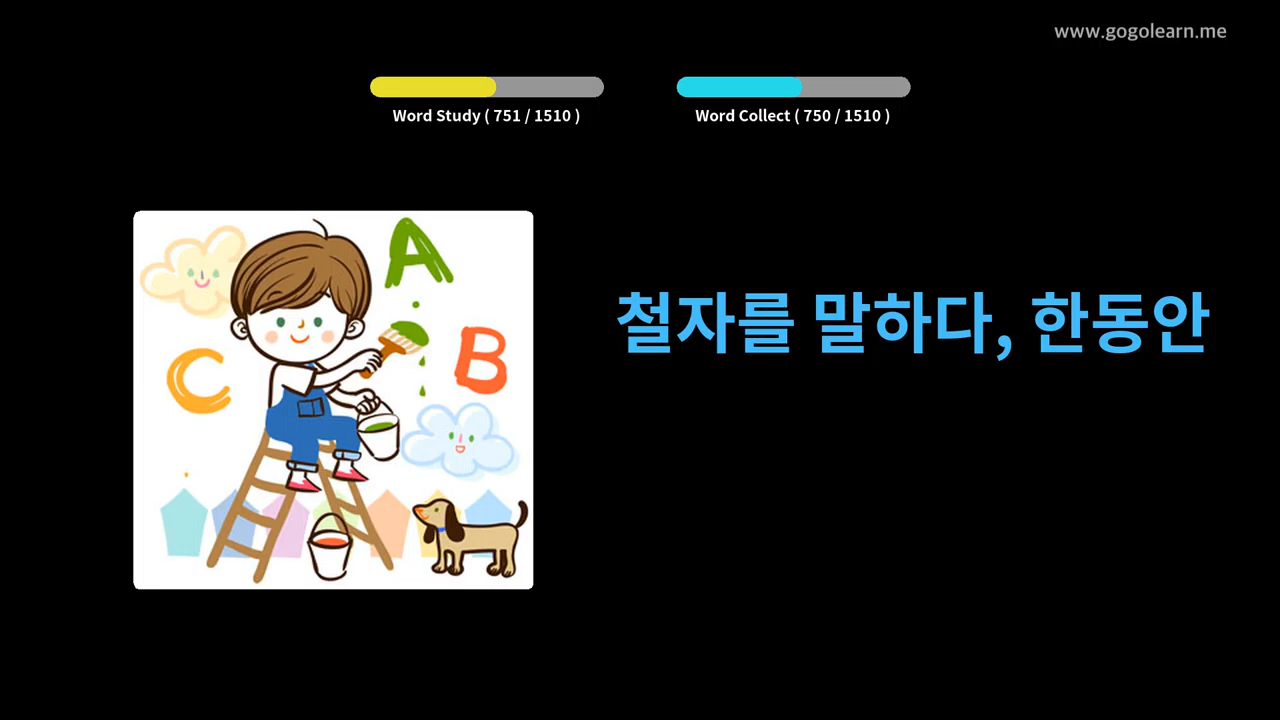 www.gogolearn.me
Word Study ( 751 / 1510 )
Word Collect ( 750 / 1510 )
A
B
C
철자를 말하다, 한동안